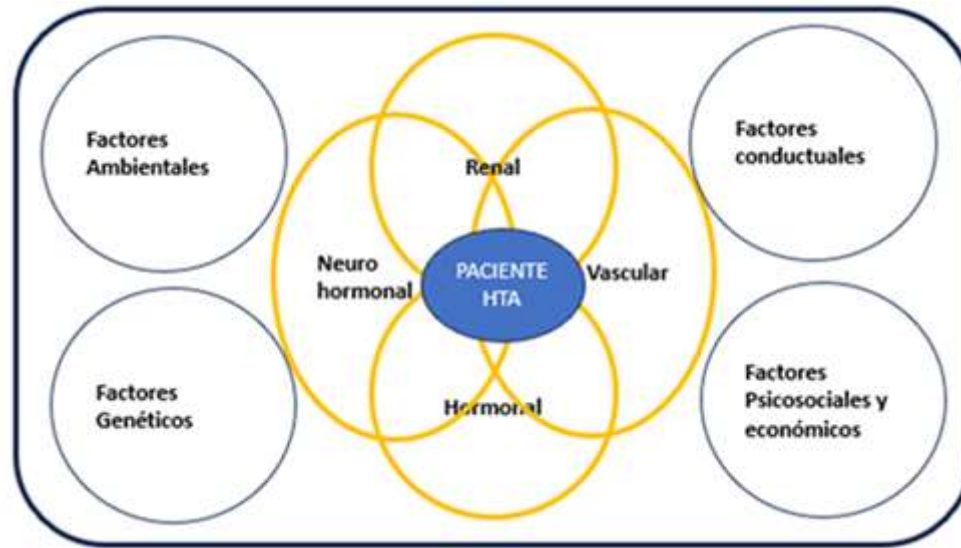 Factores
Ambientales
Factores
conductuales
Renal
Neuro
hormonal
PACIENTE
HTA
Vascular
Factores
Genéticos
Hormonal
Factores
Psicosociales y
económicos